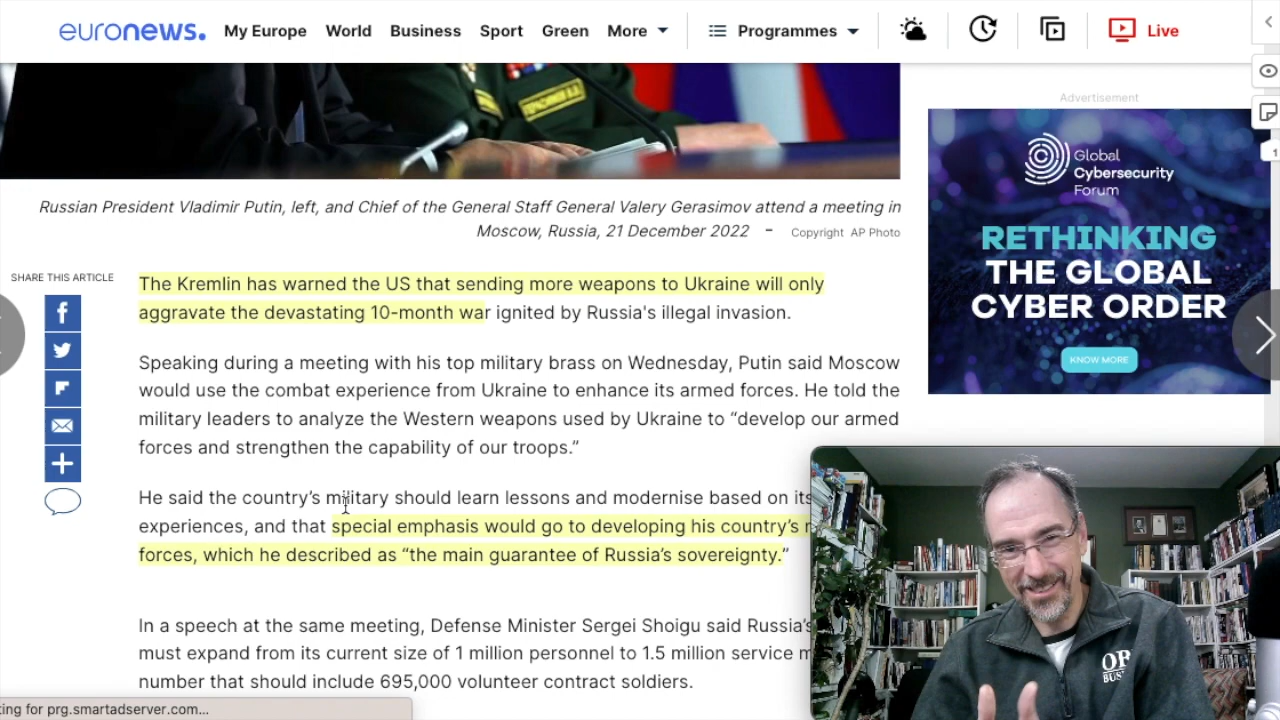 euronews.
My Europe World Business Sport Green More Programmes Live
Advertisement
Global
Cybersecurity
Forum
RETHINKING
THE GLOBAL
CYBER ORDER
KNOW MORE
1
Russian President Vladimir Putin, left, and Chief of the General Staff General Valery Gerasimov attend a meeting in
Moscow, Russia, 21 December 2022 - Copyright AP Photo
SHARE THIS ARTICLE
The Kremlin has warned the US that sending more weapons to Ukraine will only
aggravate the devastating 10-month war ignited by Russia's illegal invasion.
Speaking during a meeting with his top military brass on Wednesday, Putin said Moscow
would use the combat experience from Ukraine to enhance its armed forces. He told the
military leaders to analyze the Western weapons used by Ukraine to “develop our armed
forces and strengthen the capability of our troops.”
He said the country’s military should learn lessons and modernise based on its
experiences, and that special emphasis would go to developing his country’s
forces, which he described as “the main guarantee of Russia’s sovereignty.”
In a speech at the same meeting, Defense Minister Sergei Shoigu said Russia’s
must expand from its current size of 1 million personnel to 1.5 million service
number that should include 695,000 volunteer contract soldiers.
ting for prg.smartadserver.com...